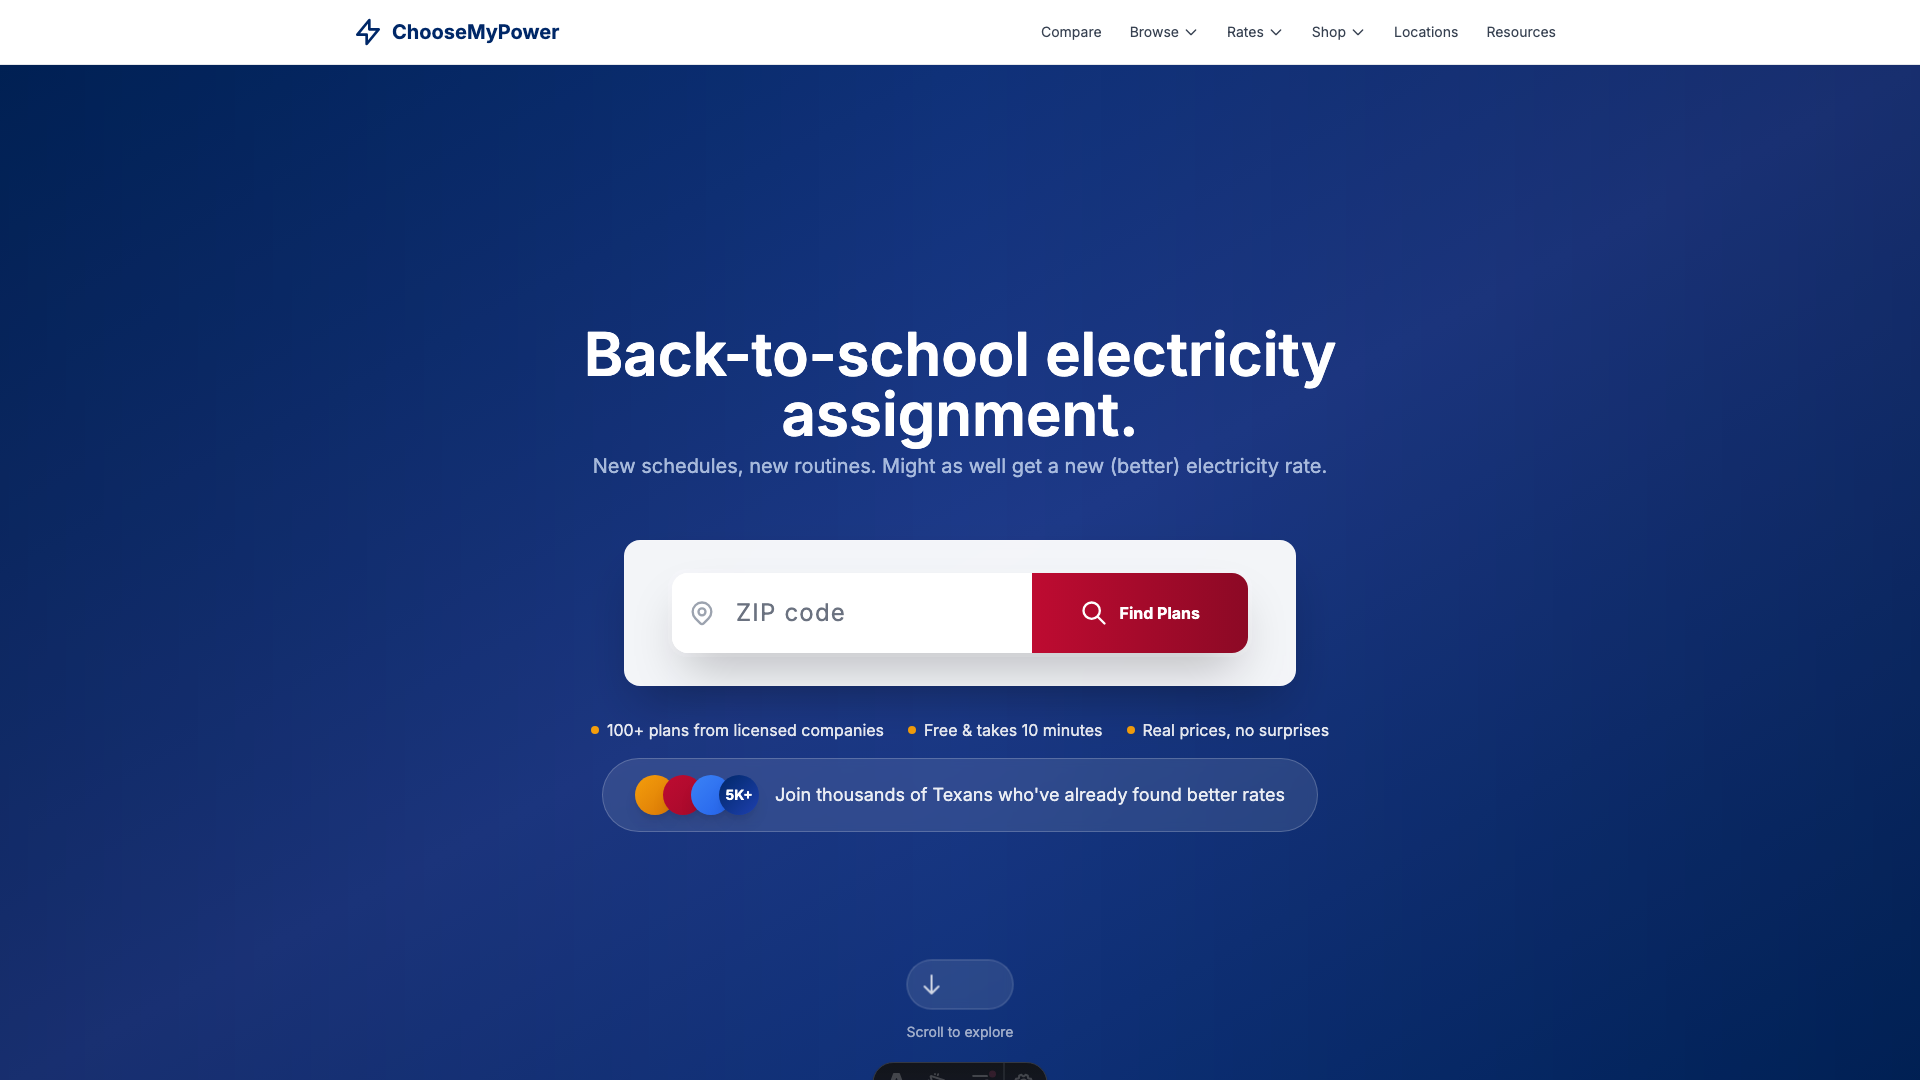 ChooseMyPower
Compare
Browse
Rates
Shop
Locations
Resources
Back-to-school electricity
assignment.
New schedules, new routines. Might as well get a new (better) electricity rate.
ZIP code
Find Plans
100+ plans from licensed companies
Free & takes 10 minutes
Real prices, no surprises
5K+
Join thousands of Texans who've already found better rates
Scroll to explore